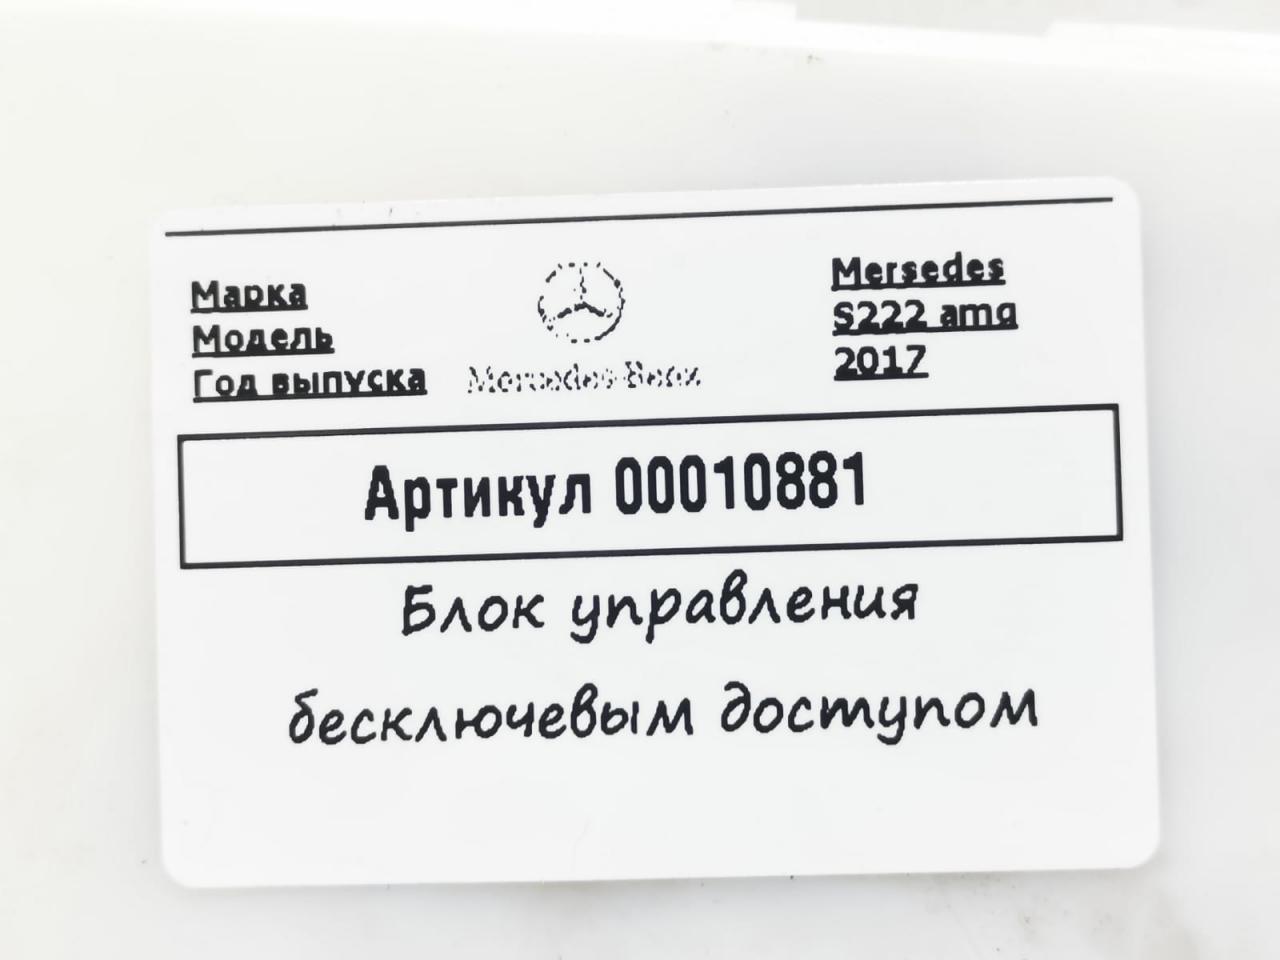 Марка Mersedes
Модель S222 amg
Год выпуска Mercedes-Benz 2017
Артикул 00010881
Блок управления
бесключевым доступом